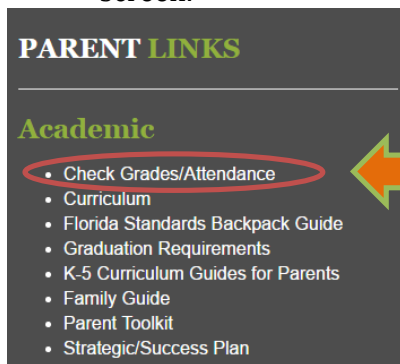 screen.
PARENT LINKS
Academic
• Check Grades/Attendance
• Curriculum
• Florida Standards Backpack Guide
• Graduation Requirements
• K-5 Curriculum Guides for Parents
• Family Guide
• Parent Toolkit
• Strategic/Success Plan